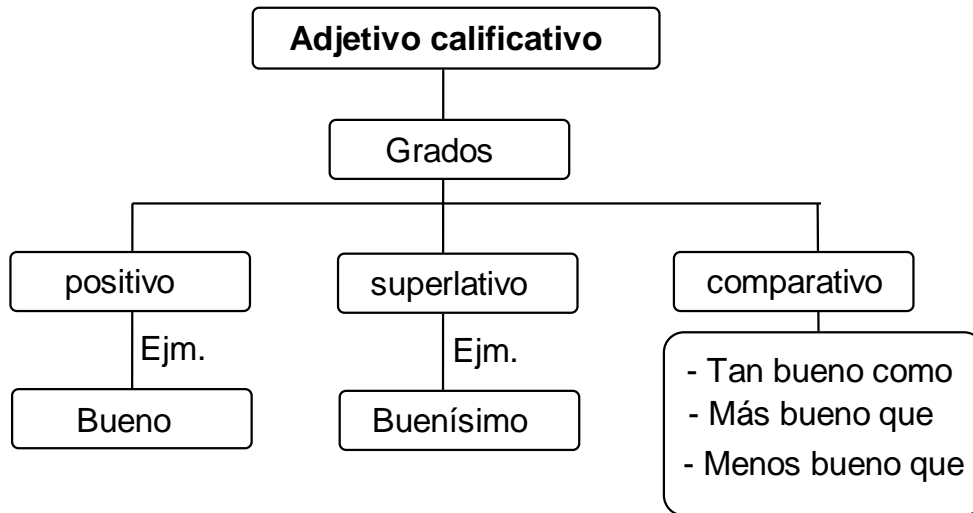 Adjetivo calificativo
Grados
positivo
superlativo
comparativo
Ejm.
Ejm.
Bueno
Buenísimo
- Tan bueno como
- Más bueno que
- Menos bueno que